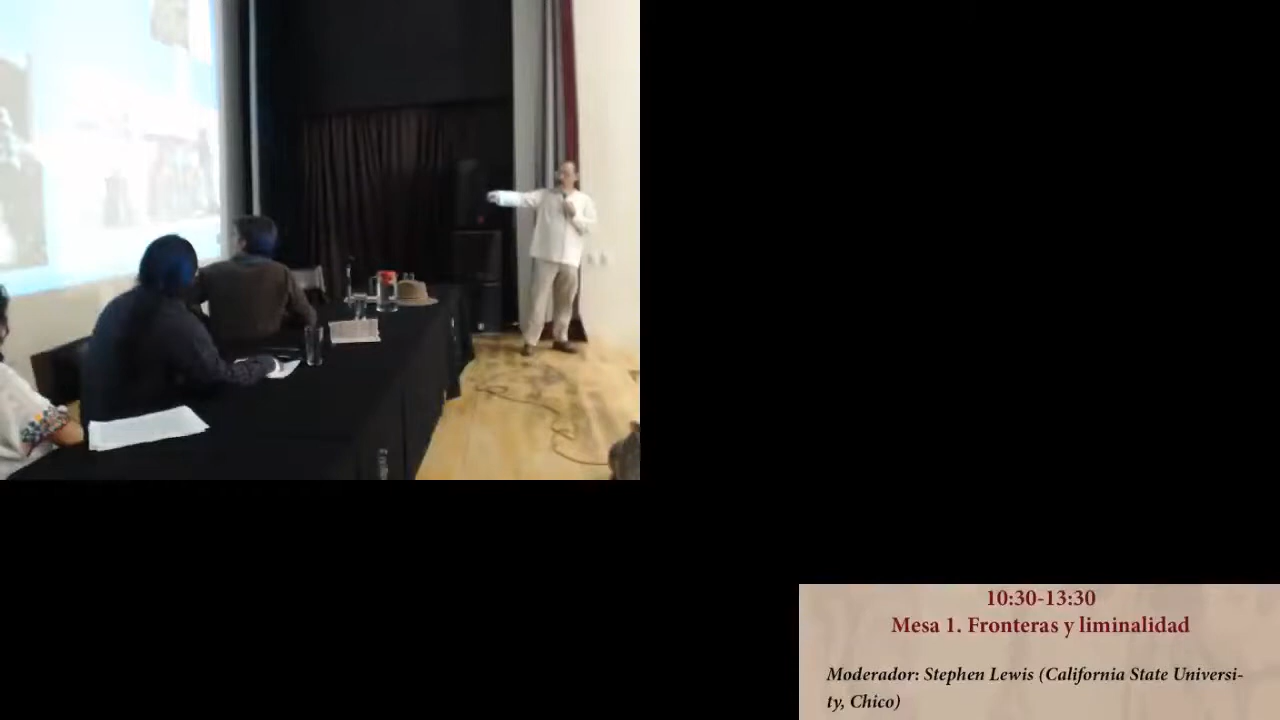 10:30-13:30
Mesa 1. Fronteras y liminalidad
Moderador: Stephen Lewis (California State Universi-
ty, Chico)